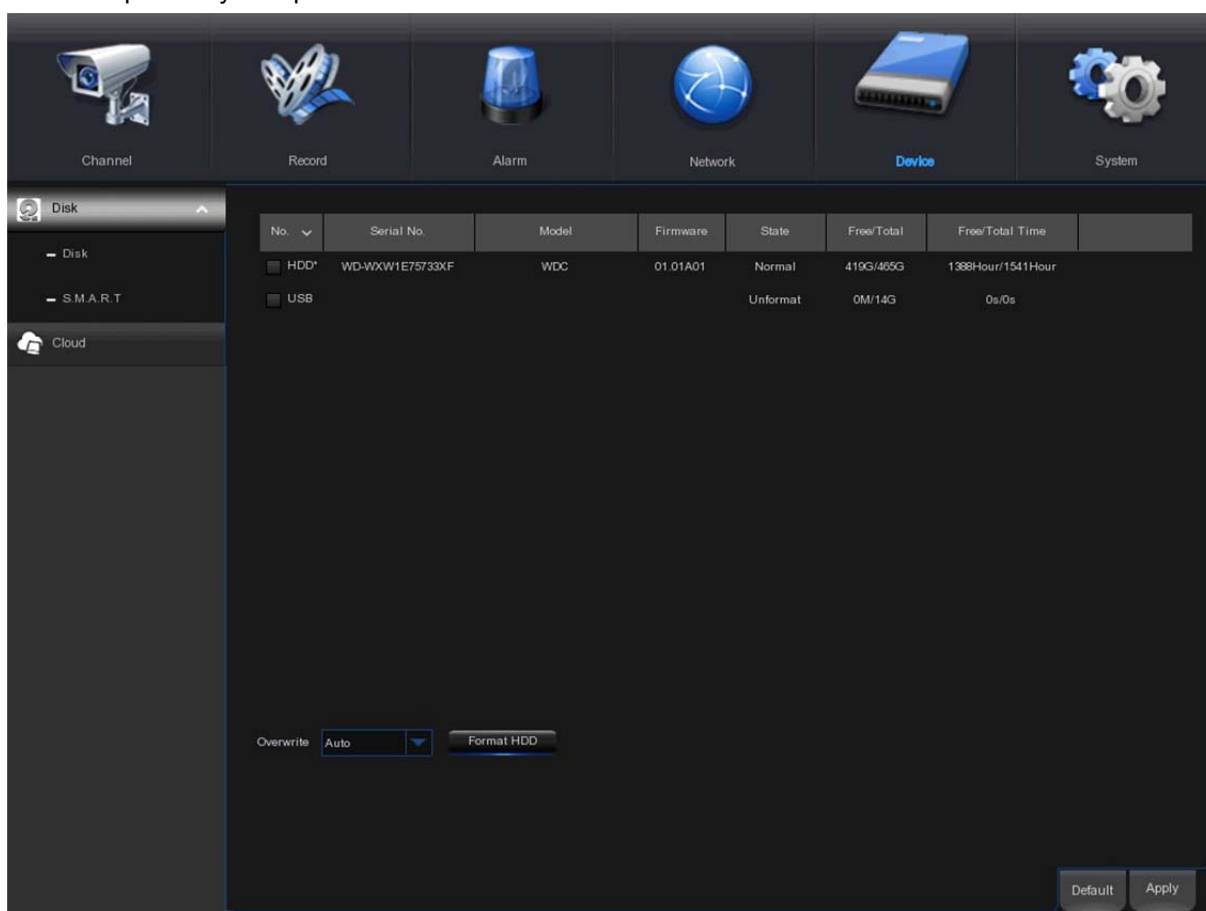 Channel Record Alarm Network Device System
Disk
No. Serial No. Model Firmware State Free/Total Free/Total Time
Disk
HDD* WD-WXW1E75733XF WDC 01.01A01 Normal 419G/465G 1388Hour/1541Hour
S.M.A.R.T
USB Unformat 0M/14G 0s/0s
Cloud
Overwrite Auto Format HDD
Default Apply